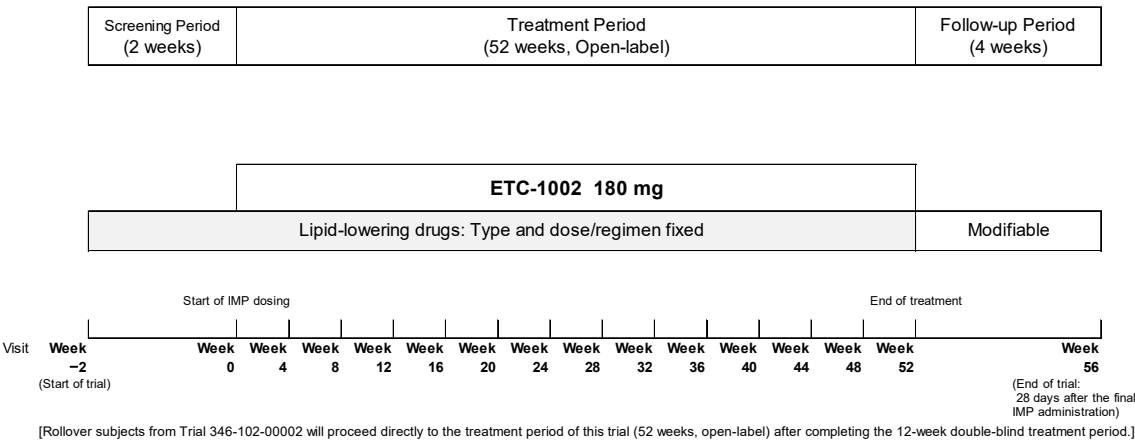 Screening Period
(2 weeks)
Treatment Period
(52 weeks, Open-label)
Follow-up Period
(4 weeks)
ETC-1002 180 mg
Lipid-lowering drugs: Type and dose/regimen fixed
Modifiable
Start of IMP dosing
End of treatment
Visit Week Week Week Week Week Week Week Week Week Week Week Week Week Week Week Week
−2 0 4 8 12 16 20 24 28 32 36 40 44 48 52 56
(Start of trial)
(End of trial:
28 days after the final
IMP administration)
[Rollover subjects from Trial 346-102-00002 will proceed directly to the treatment period of this trial (52 weeks, open-label) after completing the 12-week double-blind treatment period.]